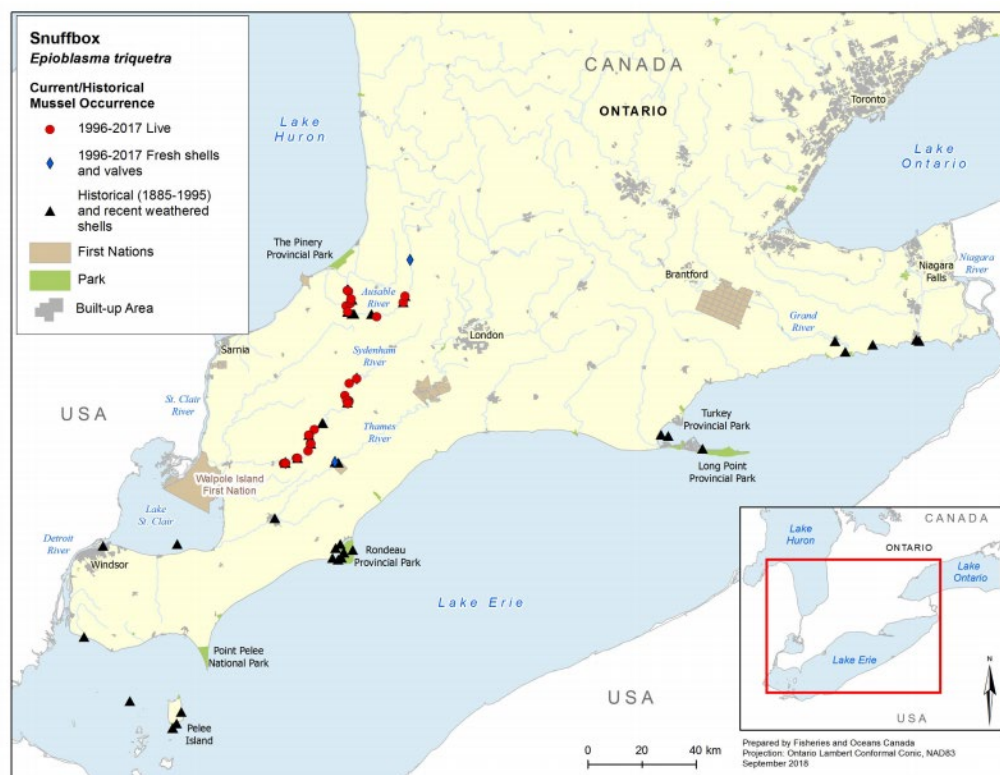 Snuffbox
Epioblasma triquetra
Current/Historical
Mussel Occurrence
1996-2017 Live
1996-2017 Fresh shells
and valves
Historical (1885-1995)
and recent weathered
shells
First Nations
Park
Built-up Area
CANADA
ONTARIO
Toronto
Lake
Huron
Lake
Ontario
The Pinery
Provincial Park
Brantford
Niagara
Falls
Niagara
River
Ausable
River
Grand
River
London
Sarnia
Sydenham
River
USA
St. Clair
River
Thames
River
Turkey
Provincial Park
Long Point
Provincial Park
Walpole Island
First Nation
Lake
St. Clair
Detroit
River
Windsor
Rondeau
Provincial Park
Lake Erie
Point Pelee
National Park
USA
Pelee
Island
0 20 40 km
CANADA
Lake
Huron
ONTARIO
Lake
Ontario
Lake Erie
USA
N
Prepared by Fisheries and Oceans Canada
Projection: Ontario Lambert Conformal Conic, NAD83
September 2018